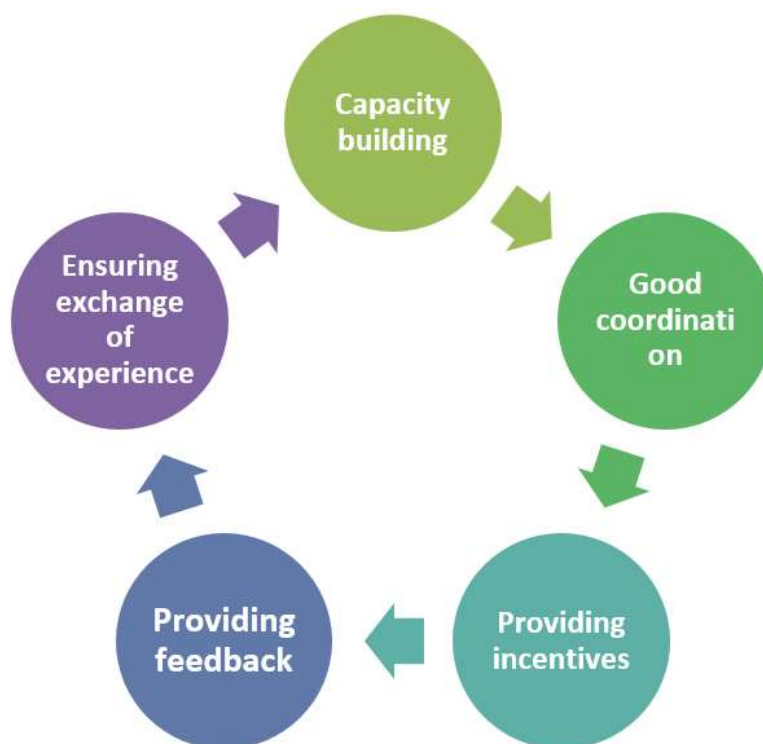 Capacity
building
Good
coordinati
on
Providing
incentives
Providing
feedback
Ensuring
exchange
of
experience